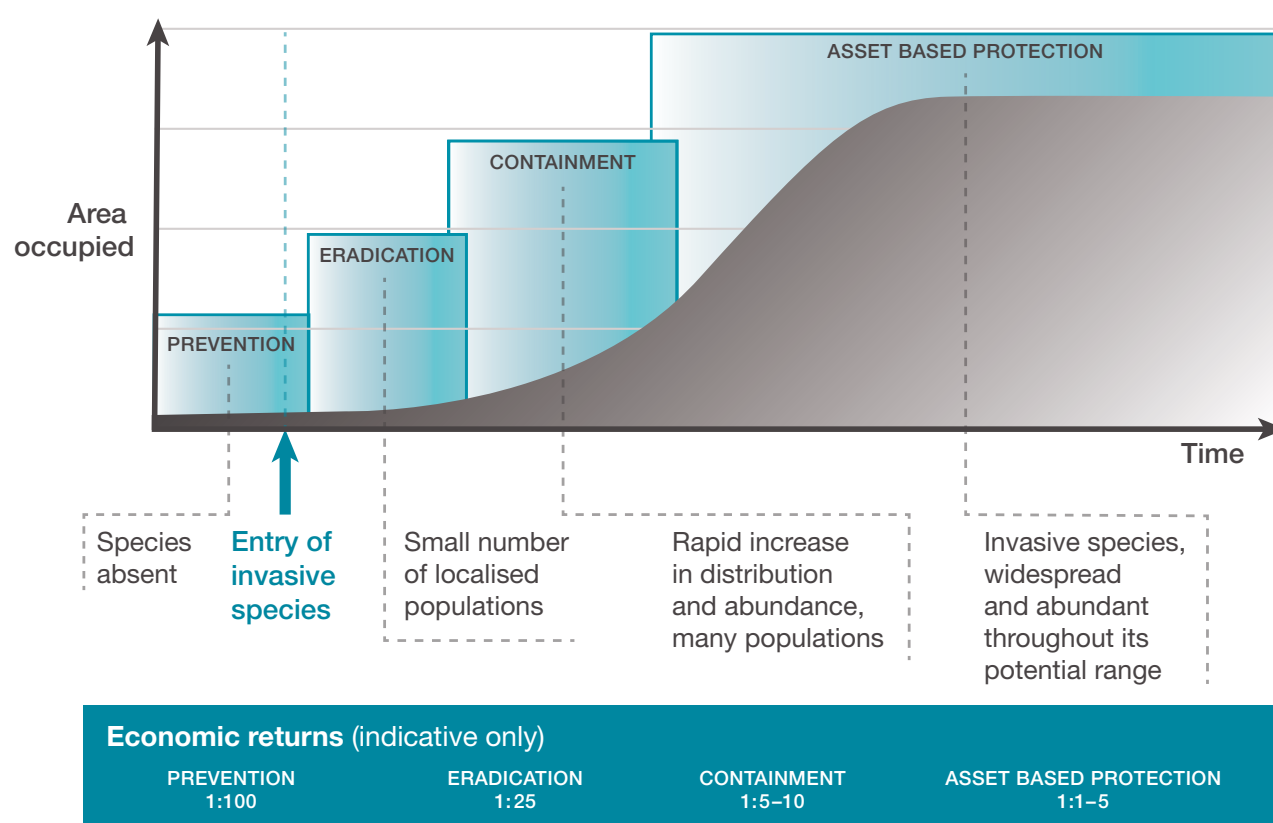 ASSET BASED PROTECTION
CONTAINMENT
Area
occupied
ERADICATION
PREVENTION
Time
Species
absent
Entry of
invasive
species
Small number
of localised
populations
Rapid increase
in distribution
and abundance,
many populations
Invasive species,
widespread
and abundant
throughout its
potential range
Economic returns (indicative only)
PREVENTION
1:100
ERADICATION
1:25
CONTAINMENT
1:5–10
ASSET BASED PROTECTION
1:1–5